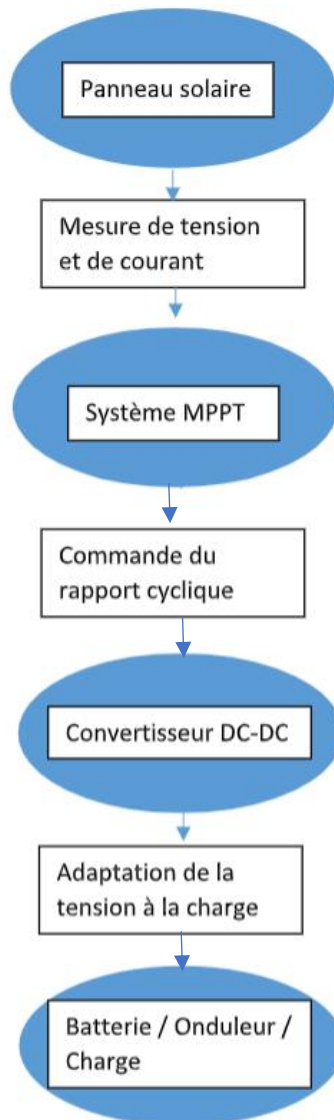 Panneau solaire
Mesure de tension
et de courant
Système MPPT
Commande du
rapport cyclique
Convertisseur DC-DC
Adaptation de la
tension à la charge
Batterie / Onduleur /
Charge